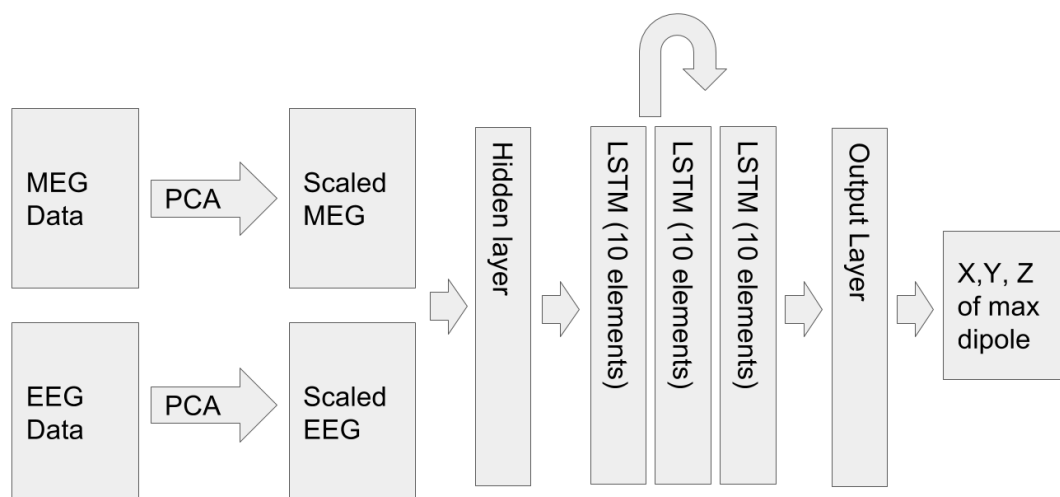 MEG
Data
PCA
Scaled
MEG
EEG
Data
PCA
Scaled
EEG
Hidden layer
LSTM (10 elements)
LSTM (10 elements)
LSTM (10 elements)
Output Layer
X,Y, Z
of max
dipole